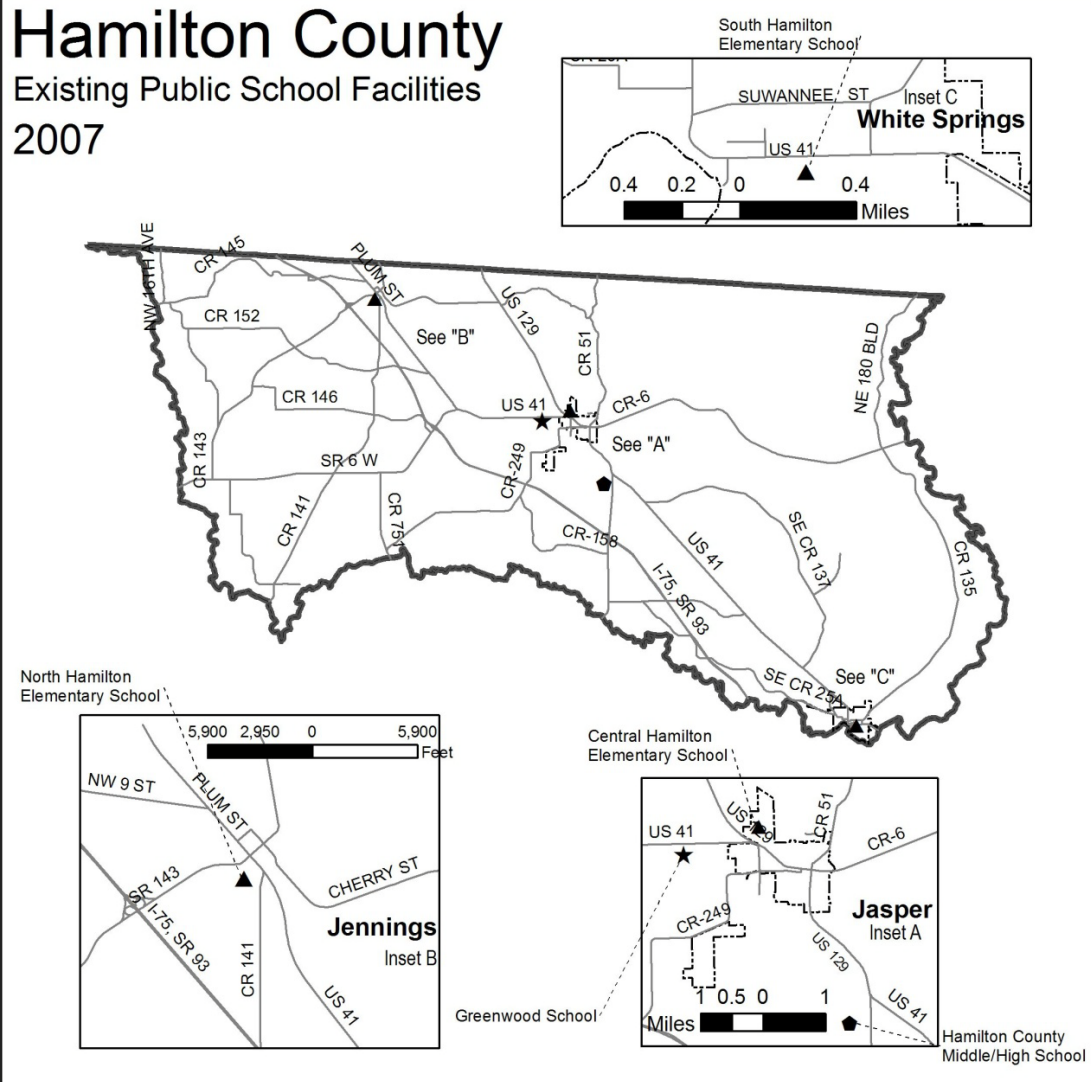 Hamilton County
Existing Public School Facilities
2007
South Hamilton
Elementary School
SUWANNEE ST
Inset C
White Springs
US 41
0.4 0.2 0 0.4
Miles
NW 16TH AVE
CR 145
PLUM ST
CR 152
See "B"
US 129
CR 51
NE 180 BLD
CR 146
US 41
CR-6
See "A"
CR 143
SR 6 W
CR-249
CR 141
CR 751
CR-158
US 41
SE CR 137
CR 135
I-75, SR 93
SE CR 25A
See "C"
North Hamilton
Elementary School
5,900 2,950 0 5,900
Feet
NW 9 ST
PLUM ST
SR 143
CHERRY ST
I-75, SR 93
Jennings
Inset B
CR 141
US 41
Central Hamilton
Elementary School
US 41
US 129
CR 51
CR-6
CR-249
Jasper
Inset A
US 129
US 41
1 0.5 0 1
Miles
Greenwood School
Hamilton County
Middle/High School